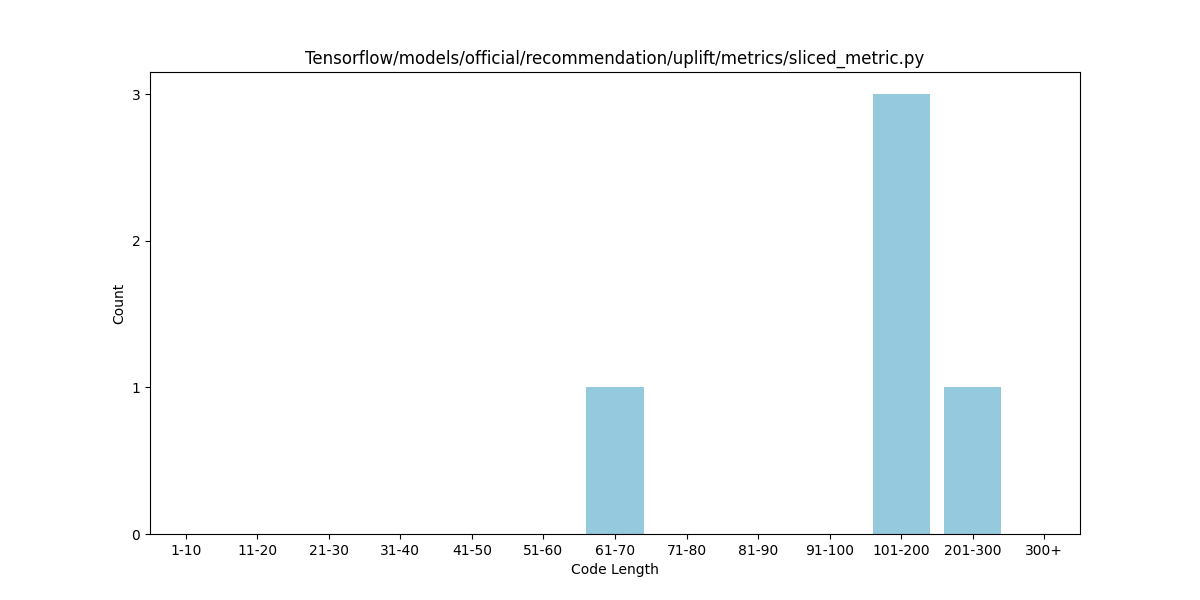 Tensorflow/models/official/recommendation/uplift/metrics/sliced_metric.py
Count
3
2
1
0
1-10 11-20 21-30 31-40 41-50 51-60 61-70 71-80 81-90 91-100 101-200 201-300 300+
Code Length